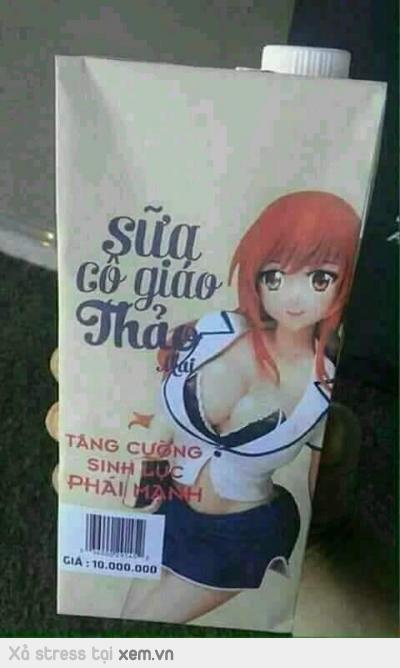 sữa
cô giáo
Thảo
Mai
TĂNG CƯỜNG
SINH LỰC
PHÁI MẠNH
GIÁ : 10.000.000
Xả stress tại xem.vn